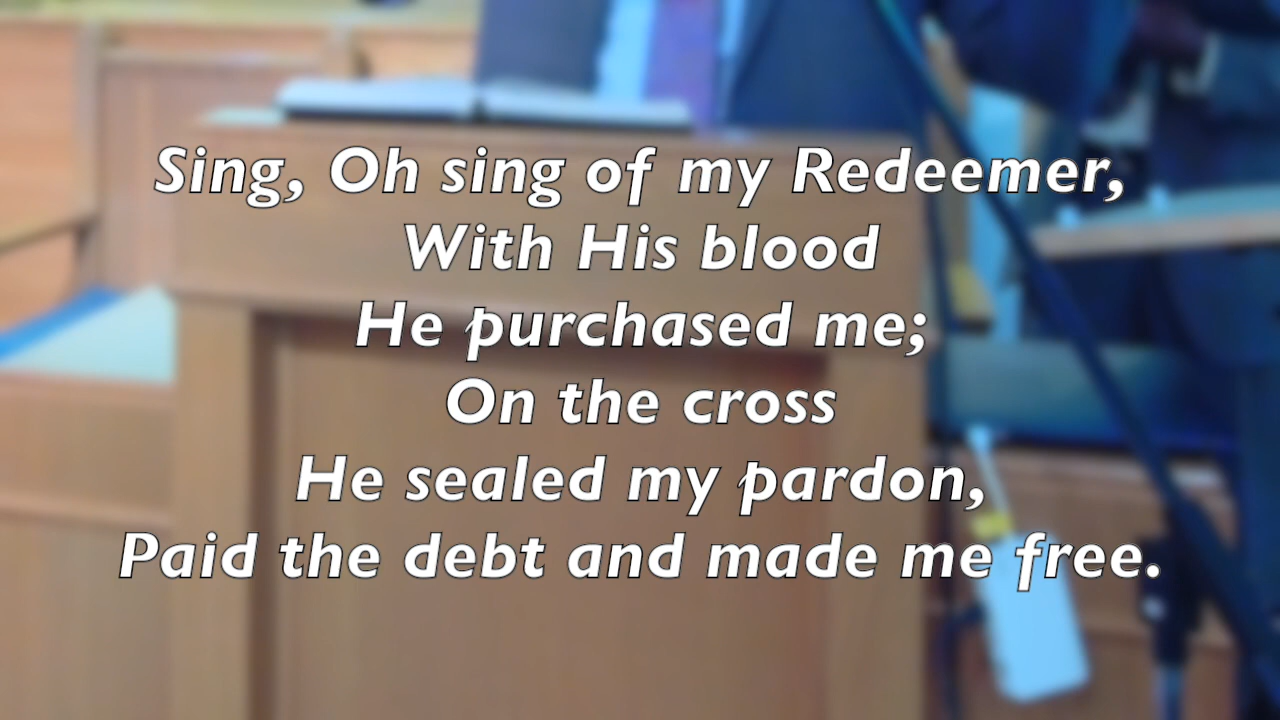 Sing, Oh sing of my Redeemer,
With His blood
He purchased me;
On the cross
He sealed my pardon,
Paid the debt and made me free.